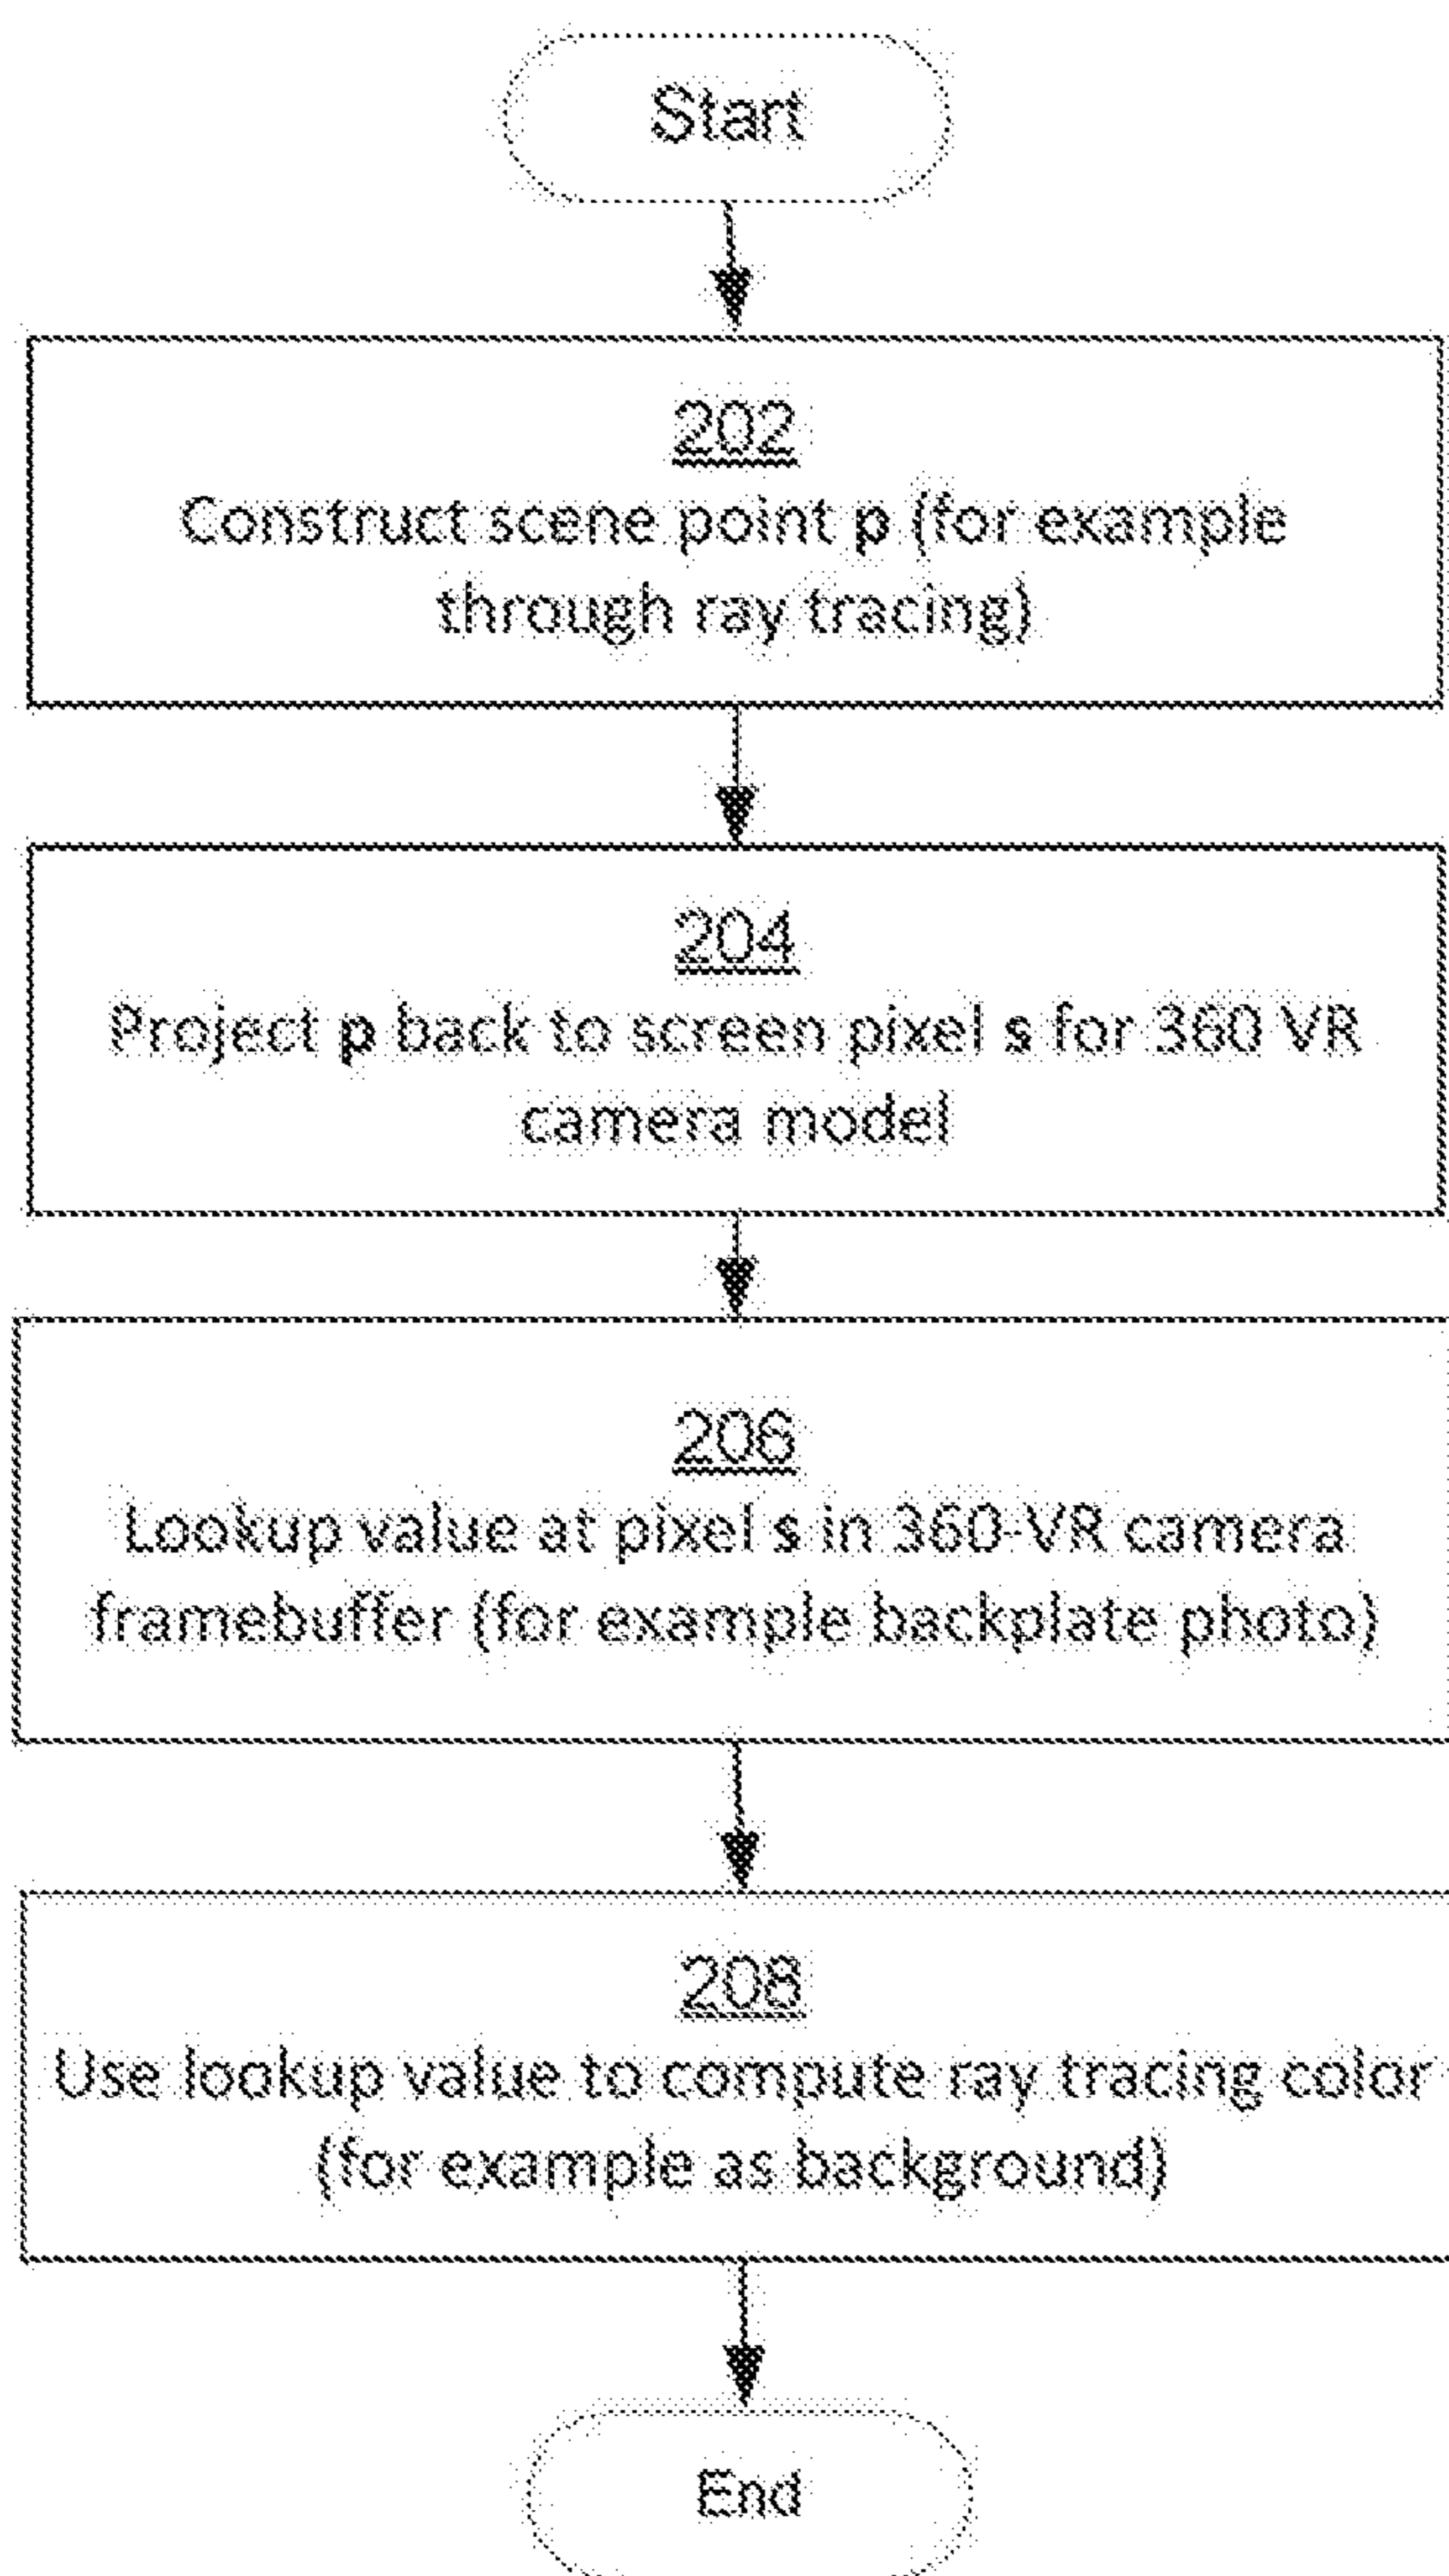 Start
202
Construct scene point p (for example
through ray tracing)
204
Project p back to screen pixel s for 360 VR
camera model
206
Lookup value at pixel s in 360-VR camera
framebuffer (for example backplate photo)
208
Use lookup value to compute ray tracing color
(for example as background)
End